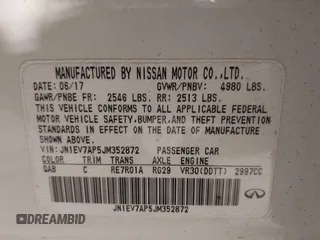 MANUFACTURED BY NISSAN MOTOR CO.,LTD.
DATE: 06/17 GVWR/PNBV: 4980 LBS.
GAWR/PNBE FR: 2546 LBS. RR: 2513 LBS.
THIS VEHICLE CONFORMS TO ALL APPLICABLE FEDERAL
MOTOR VEHICLE SAFETY,BUMPER,AND THEFT PREVENTION
STANDARDS IN EFFECT ON THE DATE OF MANUFACTURE
SHOWN ABOVE.
VIN: JN1EV7AP5JM352872 PASSENGER CAR
COLOR TRIM TRANS AXLE ENGINE
QAB C RE7R01A RG29 VR30(DDTT) 2997CC
JN1EV7AP5JM352872
INFINITI
DREAMBID